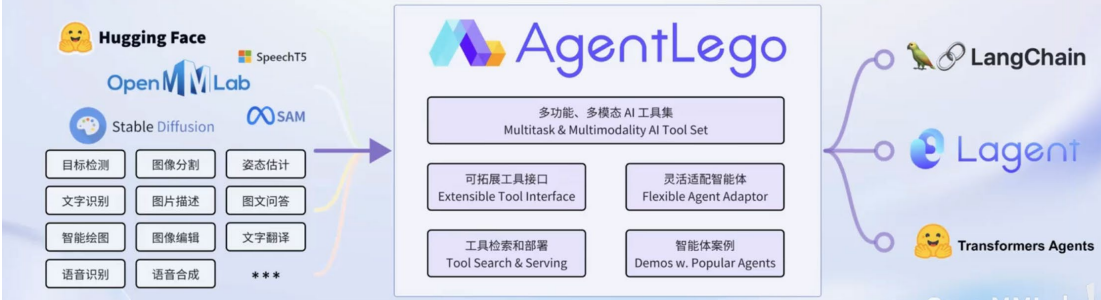 Hugging Face
SpeechT5
OpenMMLab
SAM
Stable Diffusion
目标检测 图像分割 姿态估计
文字识别 图片描述 图文问答
智能绘图 图像编辑 文字翻译
语音识别 语音合成 ***
AgentLego
多功能、多模态 AI 工具集
Multitask & Multimodality AI Tool Set
可拓展工具接口
Extensible Tool Interface
灵活适配智能体
Flexible Agent Adaptor
工具检索和部署
Tool Search & Serving
智能体案例
Demos w. Popular Agents
LangChain
Lagent
Transformers Agents